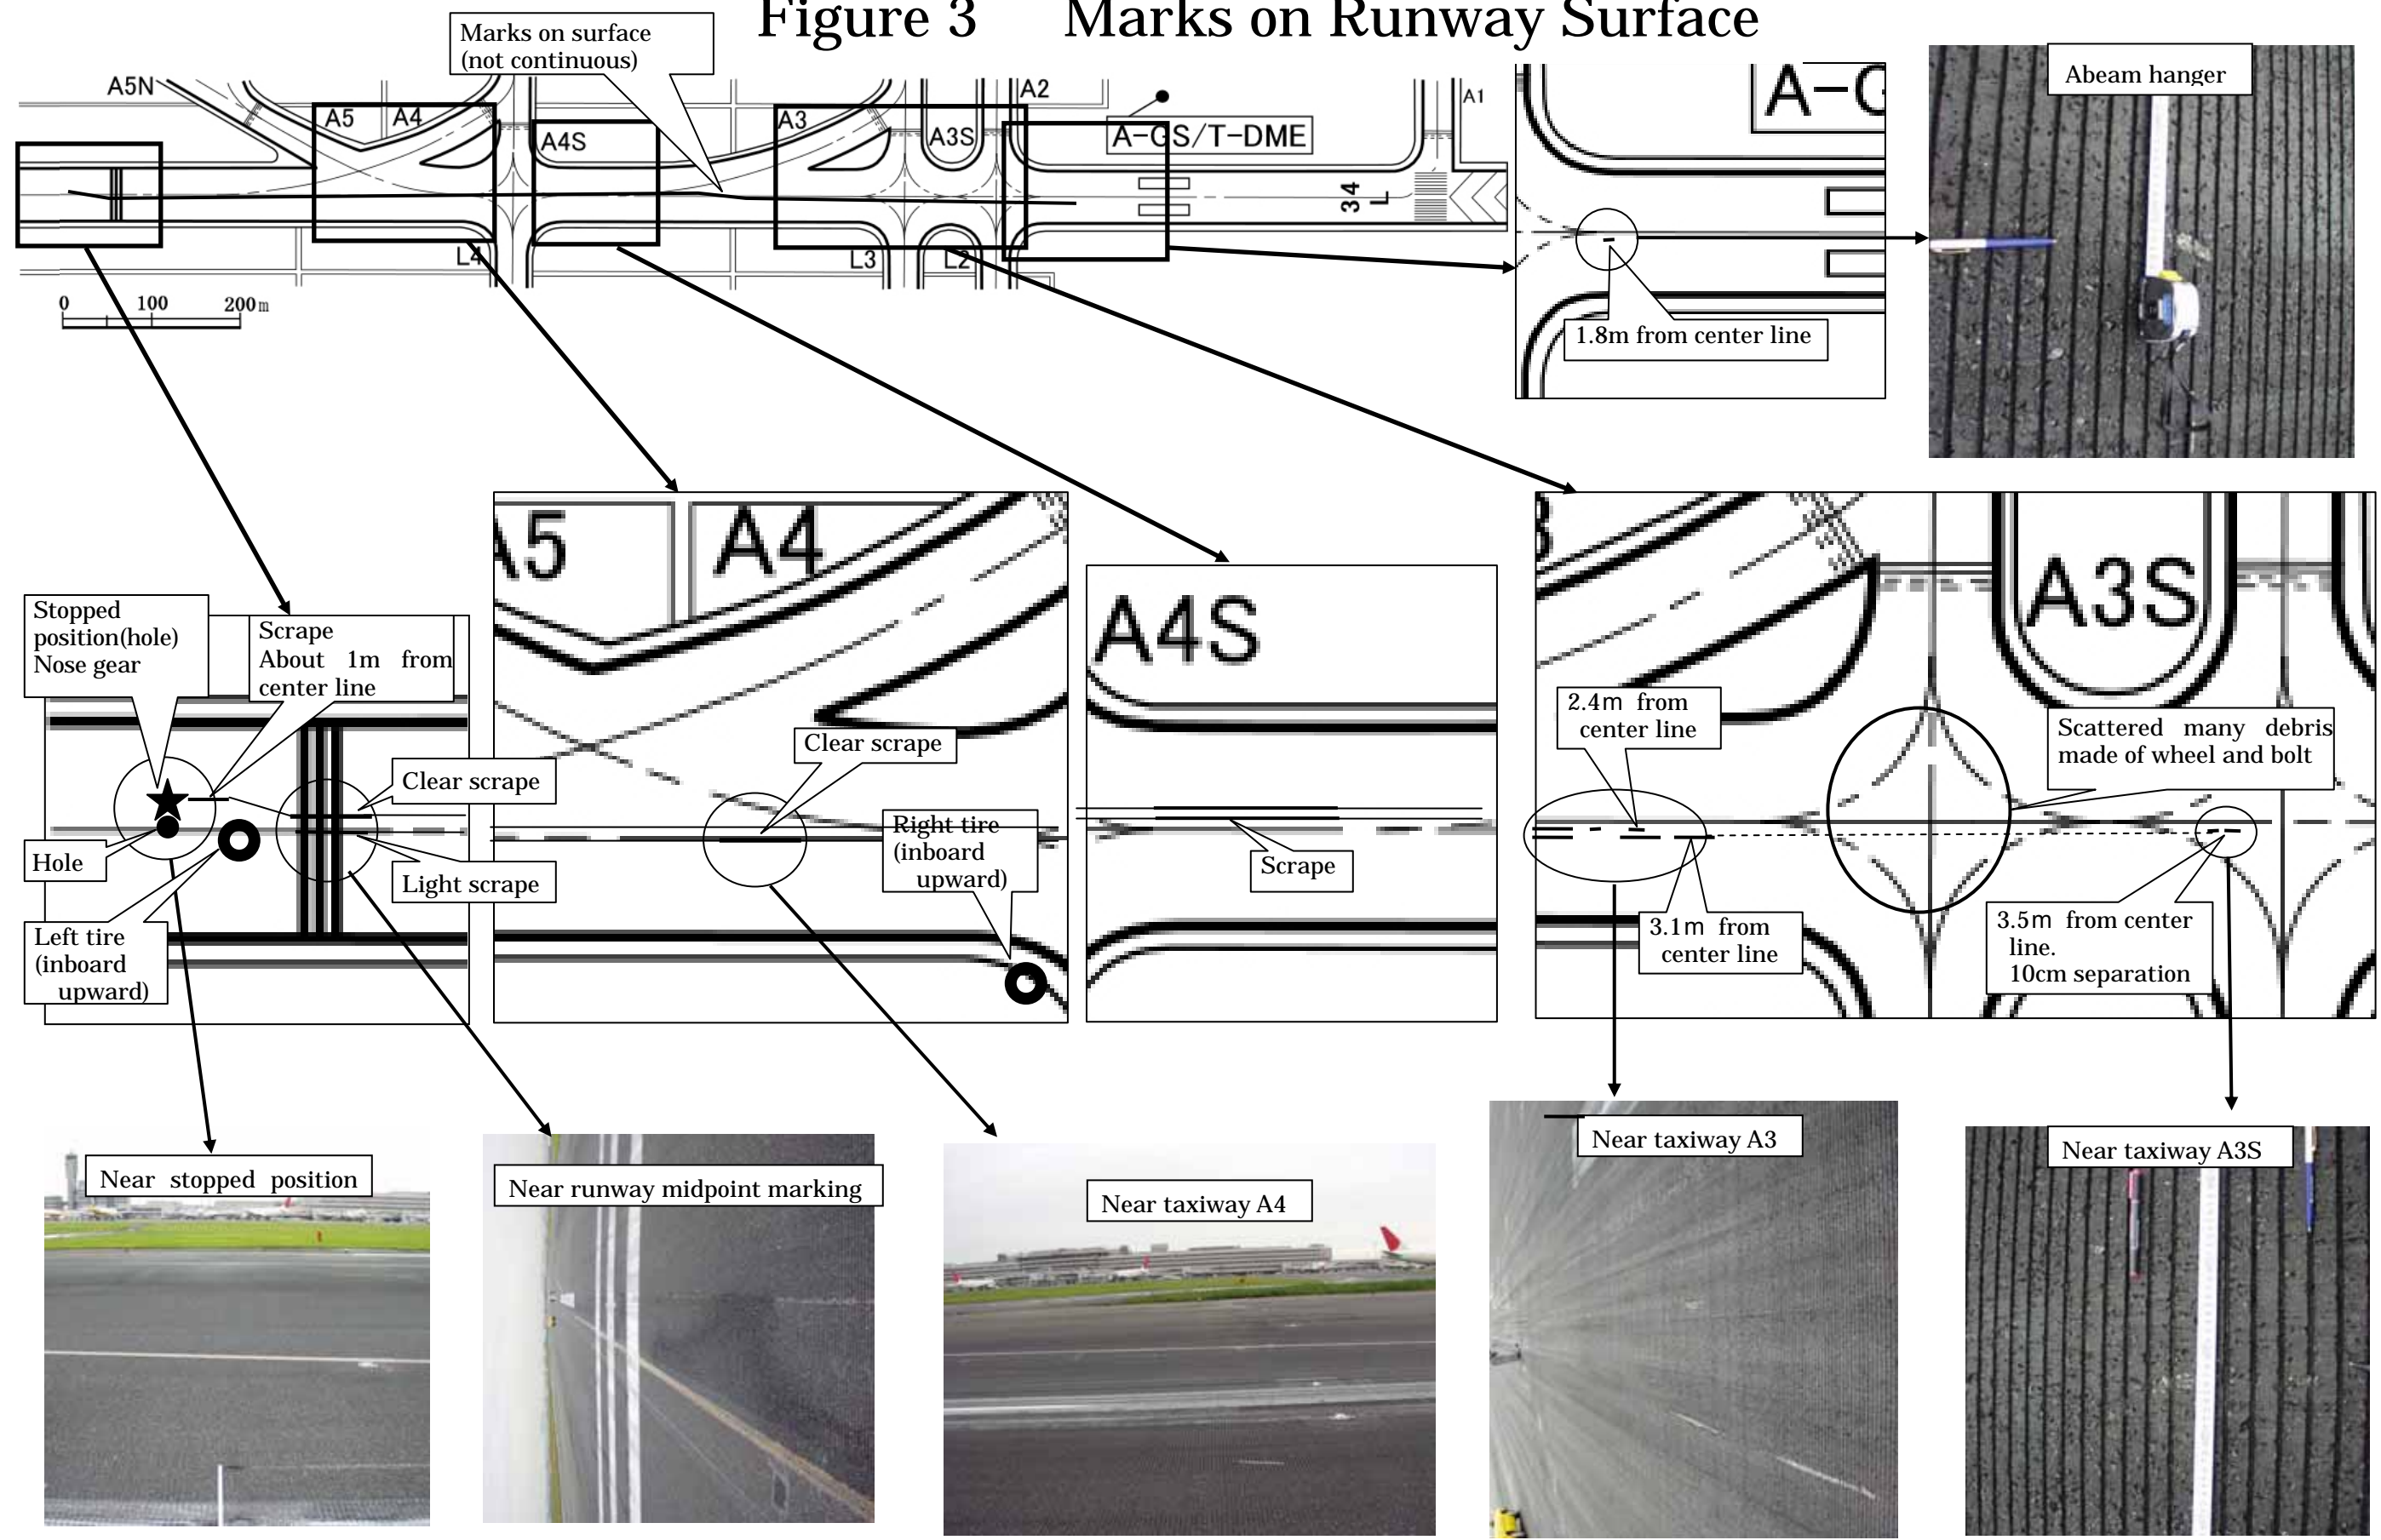 Figure 3 Marks on Runway Surface
Marks on surface
(not continuous)
A5N
A5
A4
A4S
A3
A3S
A2
A-GS/T-DME
A1
34
L
L4
L3
L2
0 100 200m
A-G
1.8m from center line
Abeam hanger
Stopped
position(hole)
Nose gear
Scrape
About 1m from
center line
Clear scrape
Light scrape
Hole
Left tire
(inboard
upward)
A5
A4
Clear scrape
Right tire
(inboard
upward)
A4S
Scrape
3
A3S
2.4m from
center line
Scattered many debris
made of wheel and bolt
3.1m from
center line
3.5m from center
line.
10cm separation
Near stopped position
Near runway midpoint marking
Near taxiway A4
Near taxiway A3
Near taxiway A3S